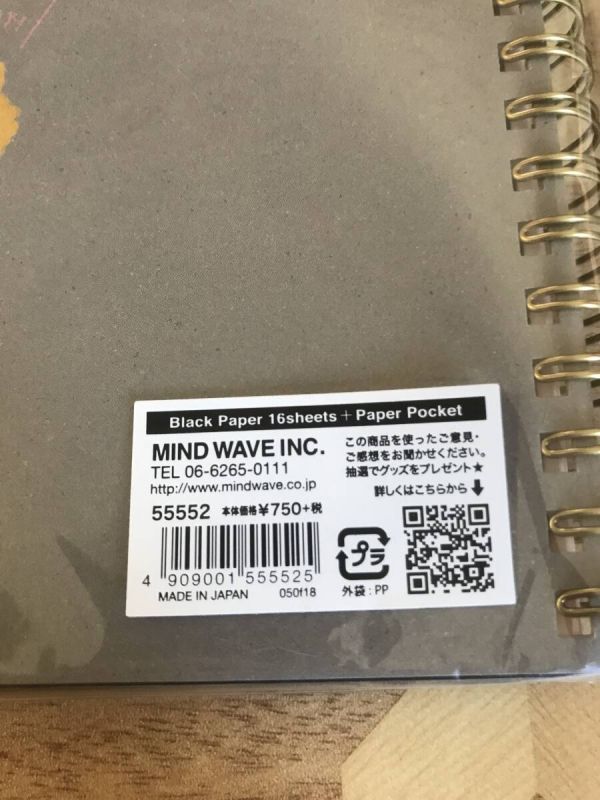 Black Paper 16sheets + Paper Pocket
MIND WAVE INC.
TEL 06-6265-0111
http://www.mindwave.co.jp
この商品を使ったご意見・
ご感想をお聞かせください。
抽選でグッズをプレゼント★
詳しくはこちらから↓
55552 本体価格¥750+税
4 909001 555525
MADE IN JAPAN 050f18
プラ
外袋:PP